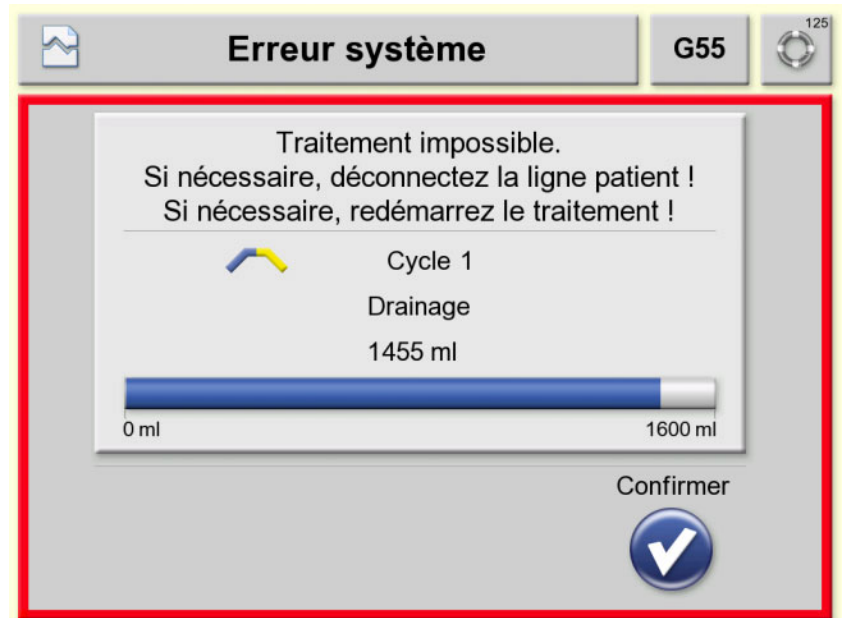 Erreur système
G55
125
Traitement impossible.
Si nécessaire, déconnectez la ligne patient !
Si nécessaire, redémarrez le traitement !
Cycle 1
Drainage
1455 ml
0 ml
1600 ml
Confirmer